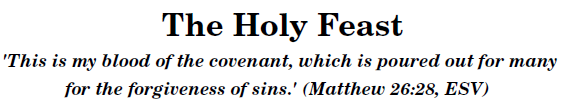 The Holy Feast
'This is my blood of the covenant, which is poured out for many
for the forgiveness of sins.' (Matthew 26:28, ESV)